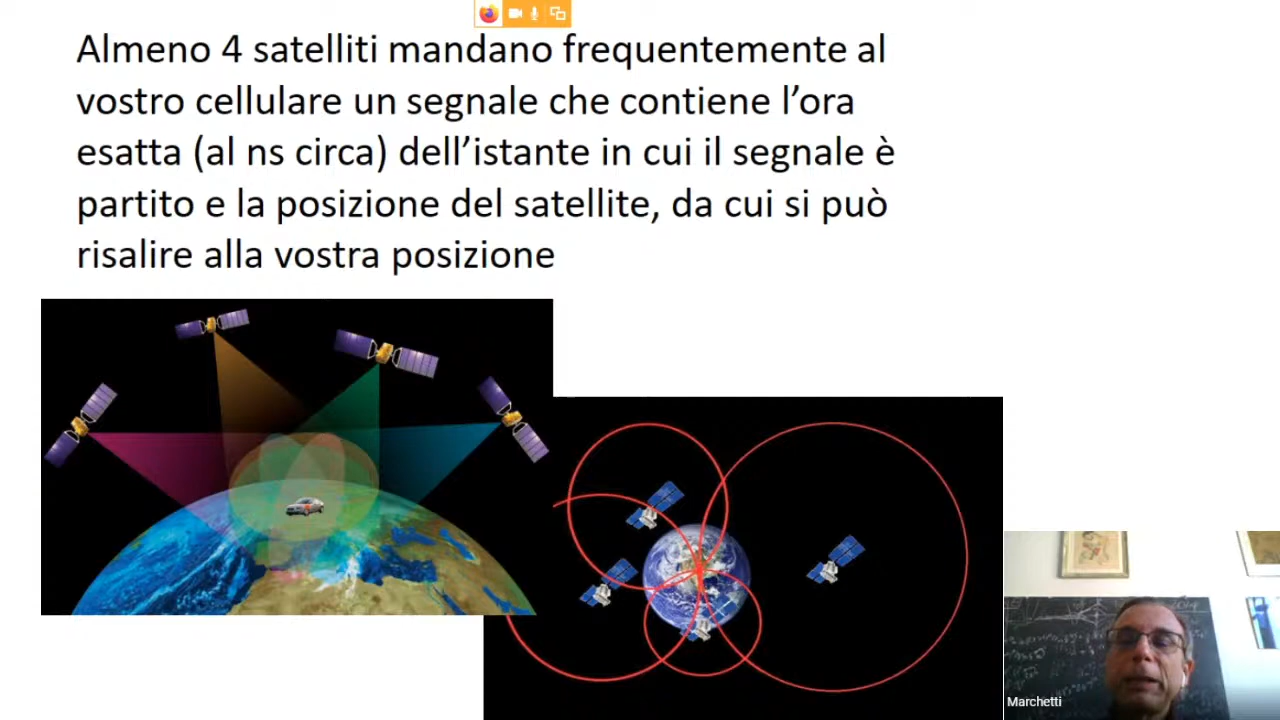 Almeno 4 satelliti mandano frequentemente al
vostro cellulare un segnale che contiene l’ora
esatta (al ns circa) dell’istante in cui il segnale è
partito e la posizione del satellite, da cui si può
risalire alla vostra posizione
Marchetti